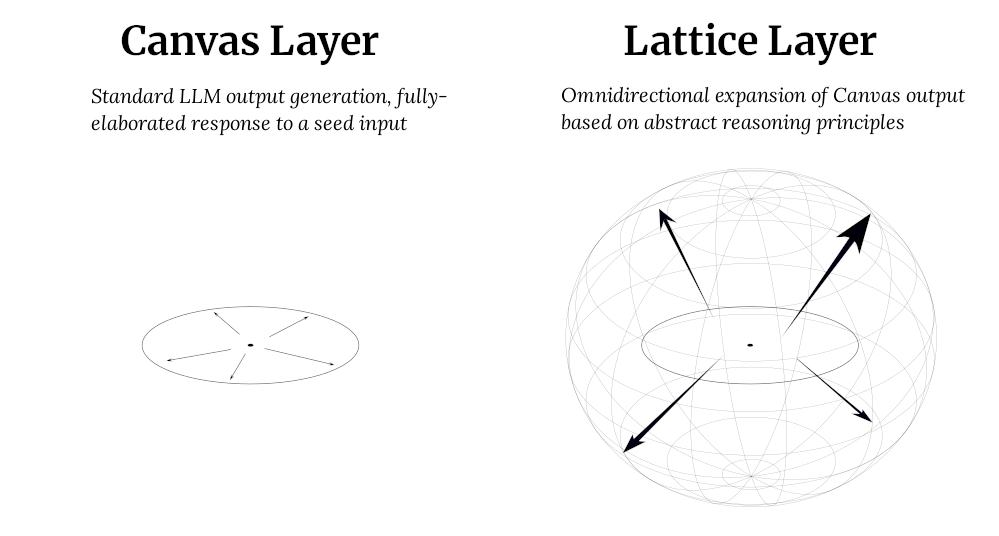 Canvas Layer
Standard LLM output generation, fully-
elaborated response to a seed input
Lattice Layer
Omnidirectional expansion of Canvas output
based on abstract reasoning principles